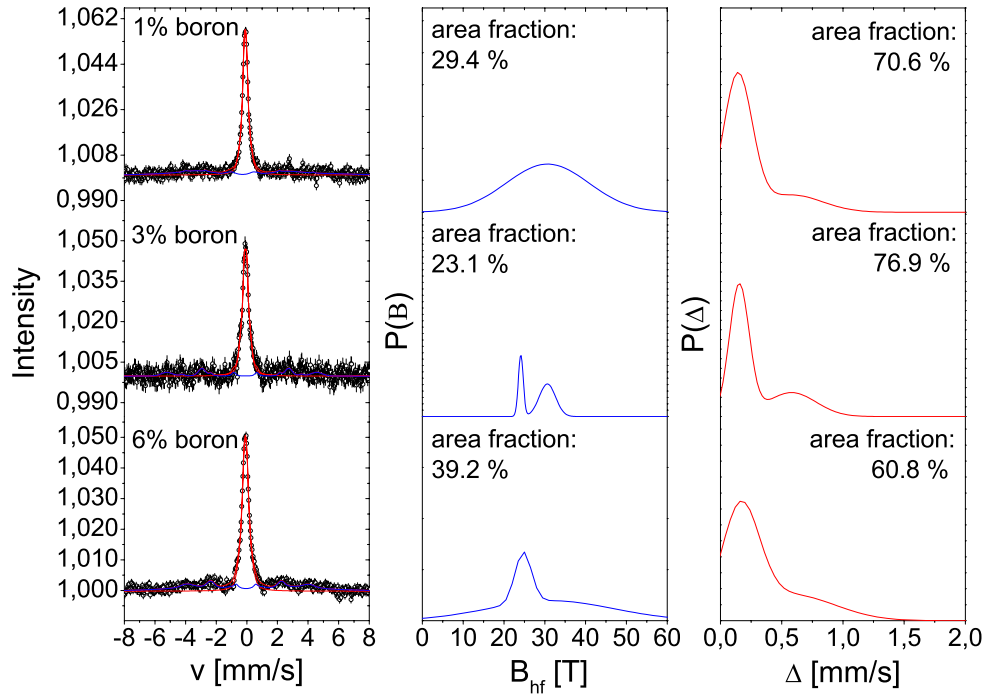 Intensity
1,062
1,044
1,026
1,008
0,990
1% boron
1,050
1,035
1,020
1,005
0,990
3% boron
1,050
1,040
1,030
1,020
1,010
1,000
6% boron
-8 -6 -4 -2 0 2 4 6 8
v [mm/s]
P(B)
area fraction:
29.4 %
area fraction:
23.1 %
area fraction:
39.2 %
0 10 20 30 40 50 60
B hf [T]
P(Δ)
area fraction:
70.6 %
area fraction:
76.9 %
area fraction:
60.8 %
0,0 0,5 1,0 1,5 2,0
Δ [mm/s]